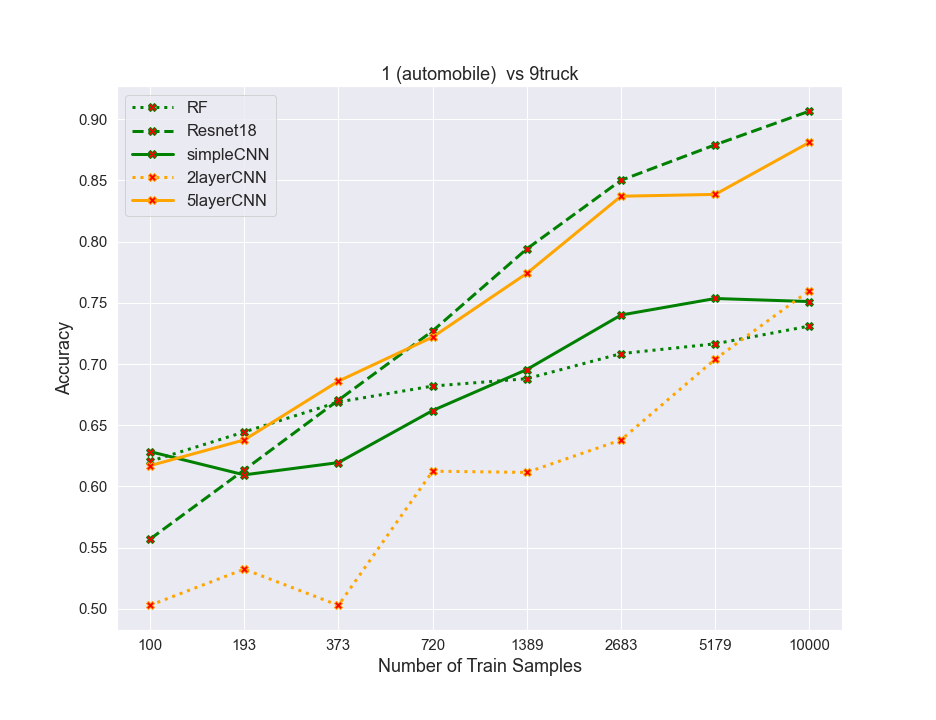 1 (automobile)  vs 9truck
RF
Resnet18
simpleCNN
2layerCNN
5layerCNN
0.90
0.85
0.80
0.75
0.70
0.65
0.60
0.55
0.50
Accuracy
100 193 373 720 1389 2683 5179 10000
Number of Train Samples